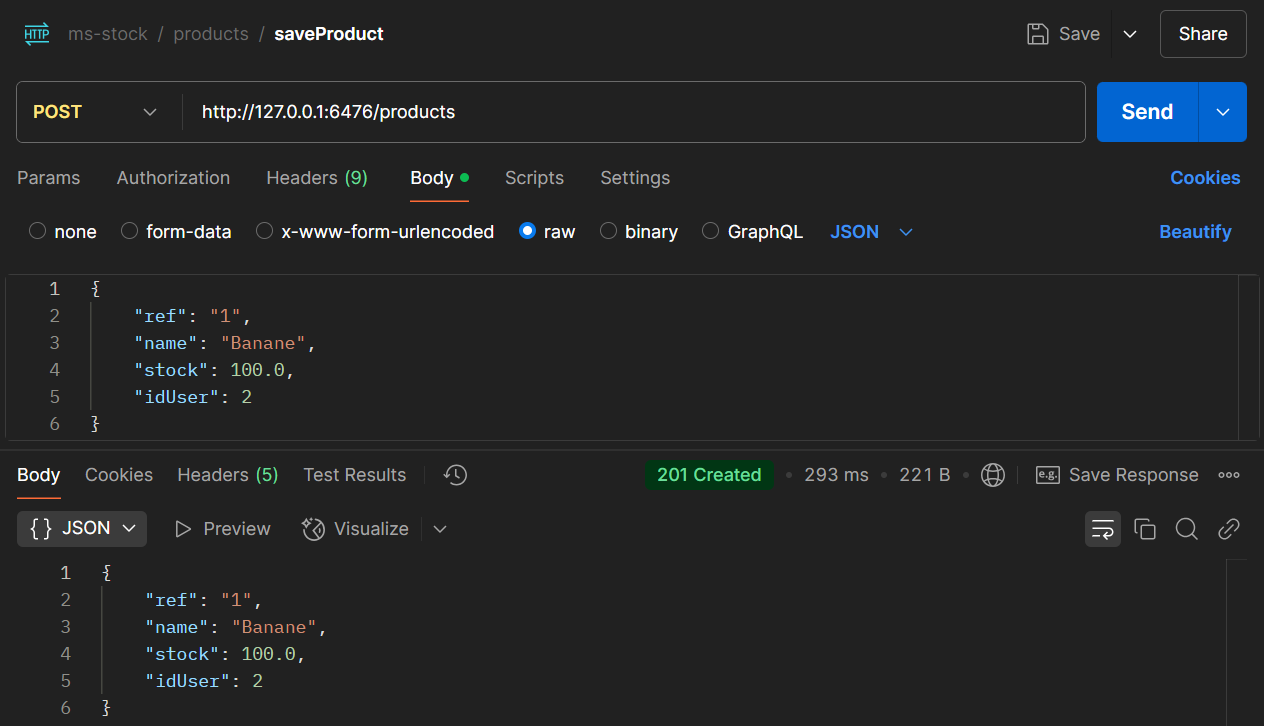 HTTP ms-stock / products / saveProduct Save Share
POST http://127.0.0.1:6476/products Send
Params Authorization Headers (9) Body Scripts Settings Cookies
none form-data x-www-form-urlencoded raw binary GraphQL JSON Beautify
1 {
2 "ref": "1",
3 "name": "Banane",
4 "stock": 100.0,
5 "idUser": 2
6 }
Body Cookies Headers (5) Test Results 201 Created 293 ms 221 B e.g. Save Response
{} JSON Preview Visualize
1 {
2 "ref": "1",
3 "name": "Banane",
4 "stock": 100.0,
5 "idUser": 2
6 }